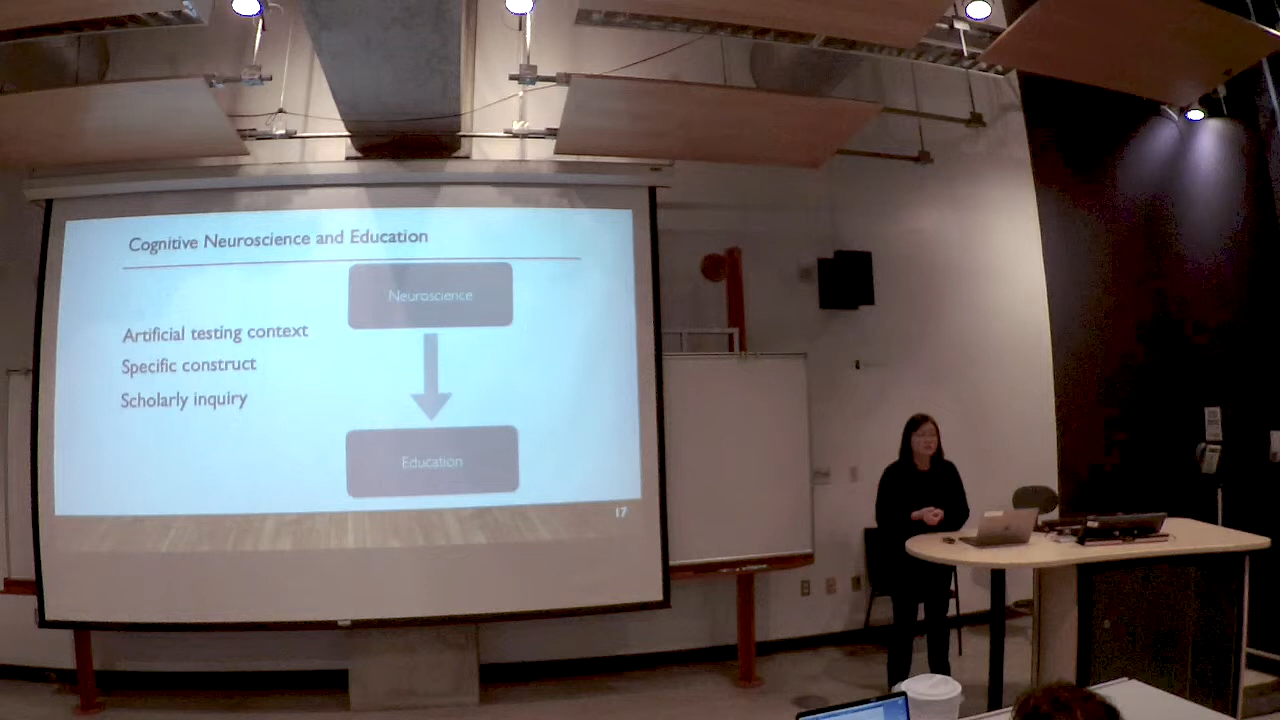 Cognitive Neuroscience and Education
Neuroscience
Artificial testing context
Specific construct
Scholarly inquiry
Education
17